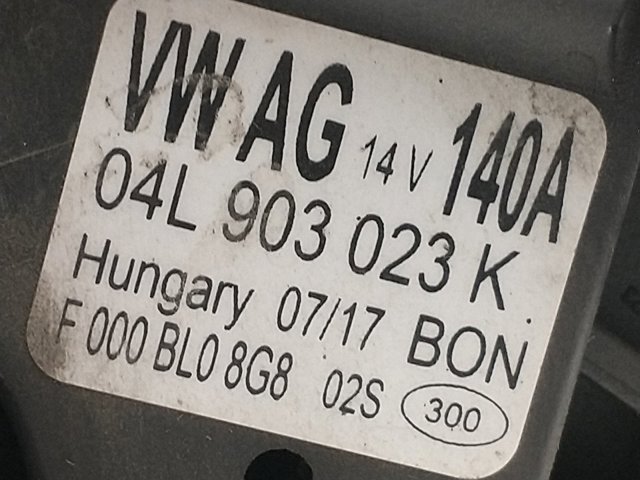 VW AG 14 V 140A
04L 903 023 K
Hungary 07/17 BON
F 000 BL0 8G8 02S 300